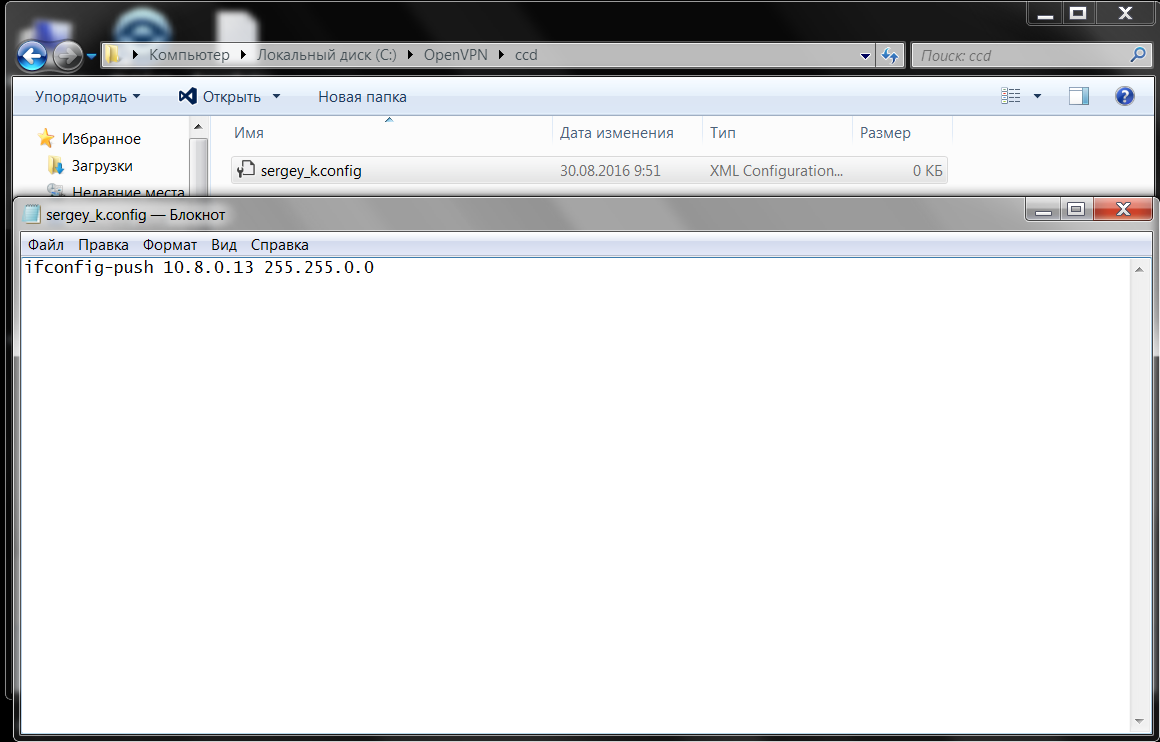 Компьютер Локальный диск (C:) OpenVPN ccd Поиск: ccd
Упорядочить Открыть Новая папка
Избранное
Загрузки
Недавние места
Имя Дата изменения Тип Размер
sergey_k.config 30.08.2016 9:51 XML Configuration... 0 КБ
sergey_k.config — Блокнот
Файл Правка Формат Вид Справка
ifconfig-push 10.8.0.13 255.255.0.0